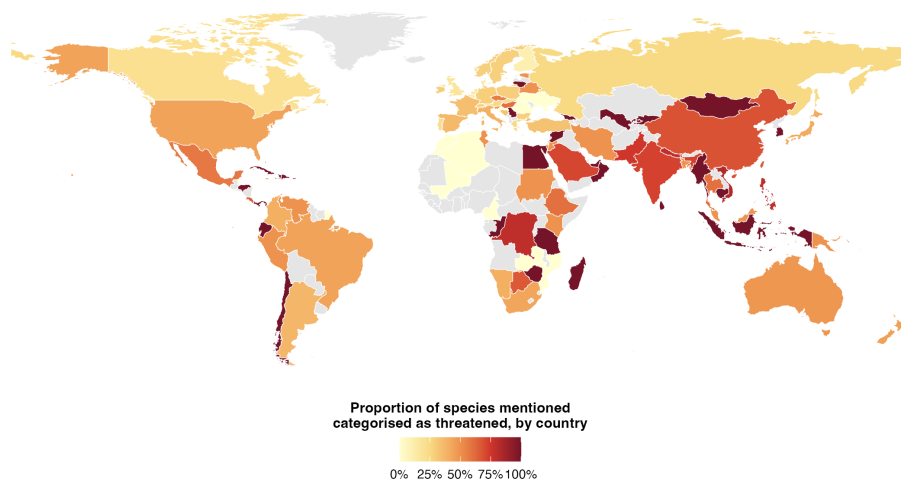 Proportion of species mentioned
categorised as threatened, by country
0% 25% 50% 75% 100%